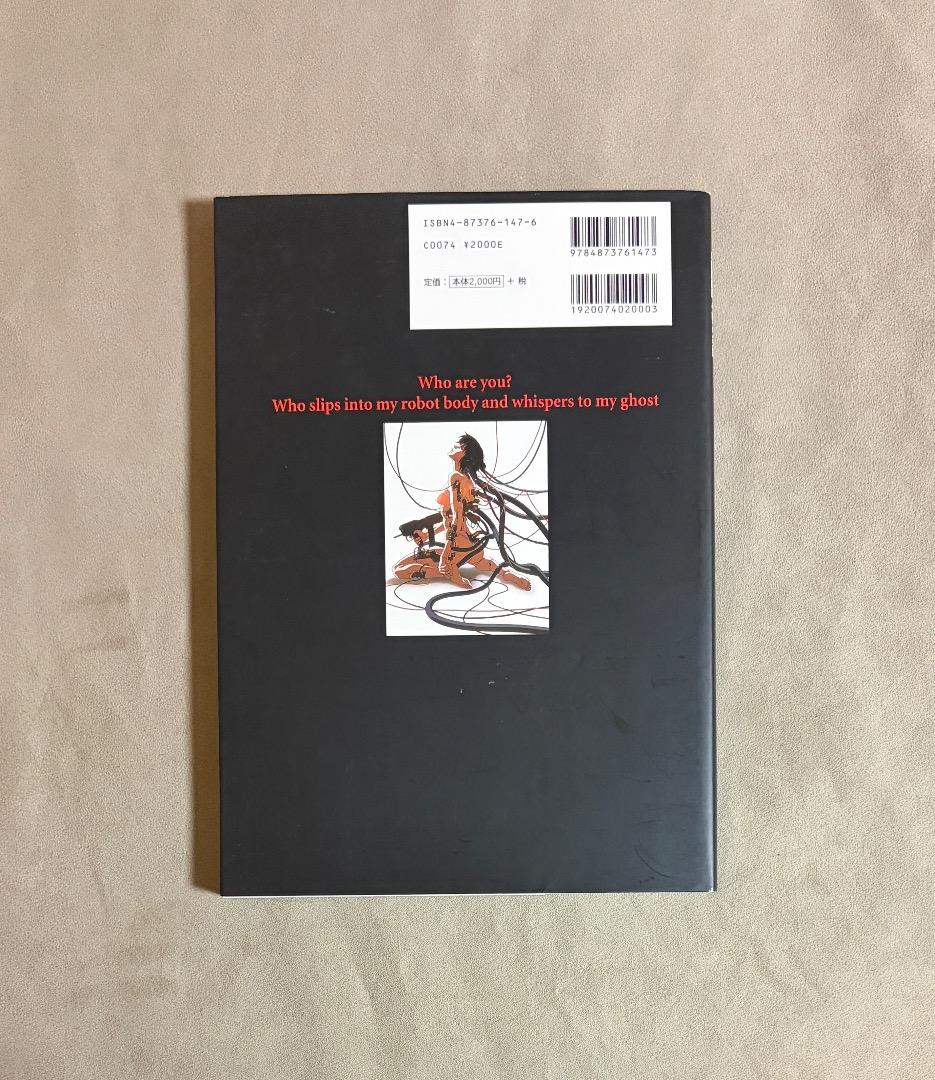 ISBN4-87376-147-6
C0074 ¥2000E
定価：本体2,000円＋税
9784873761473
1920074020003
Who are you?
Who slips into my robot body and whispers to my ghost